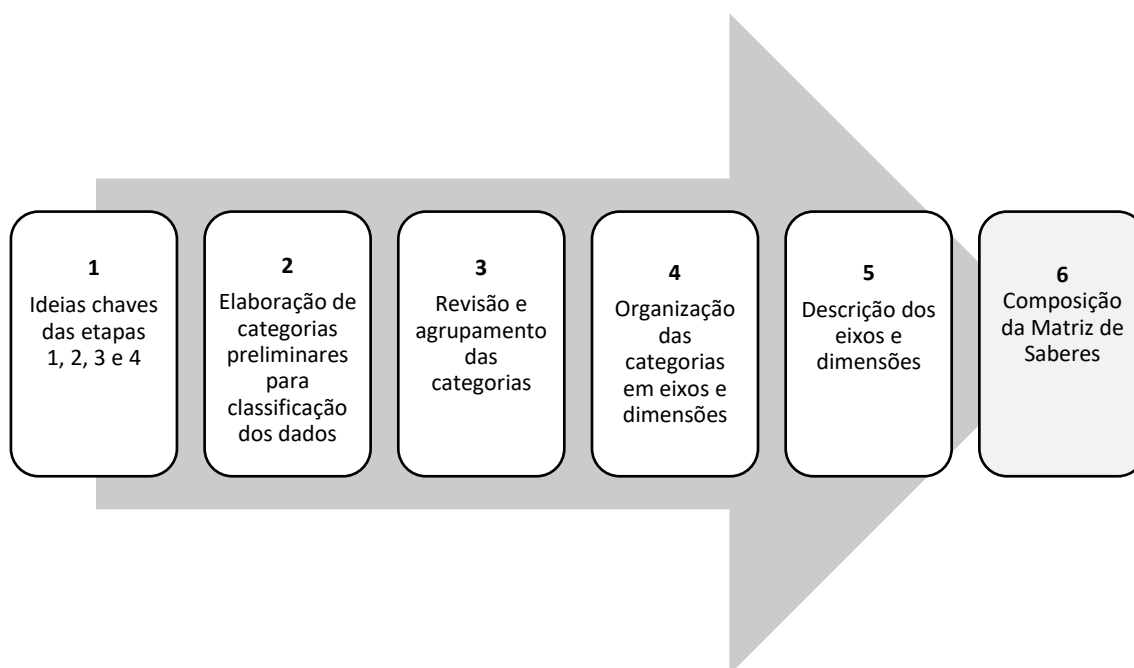 1
Ideias chaves
das etapas
1, 2, 3 e 4
2
Elaboração de
categorias
preliminares
para
classificação
dos dados
3
Revisão e
agrupamento
das
categorias
4
Organização
das
categorias
em eixos e
dimensões
5
Descrição dos
eixos e
dimensões
6
Composição
da Matriz de
Saberes